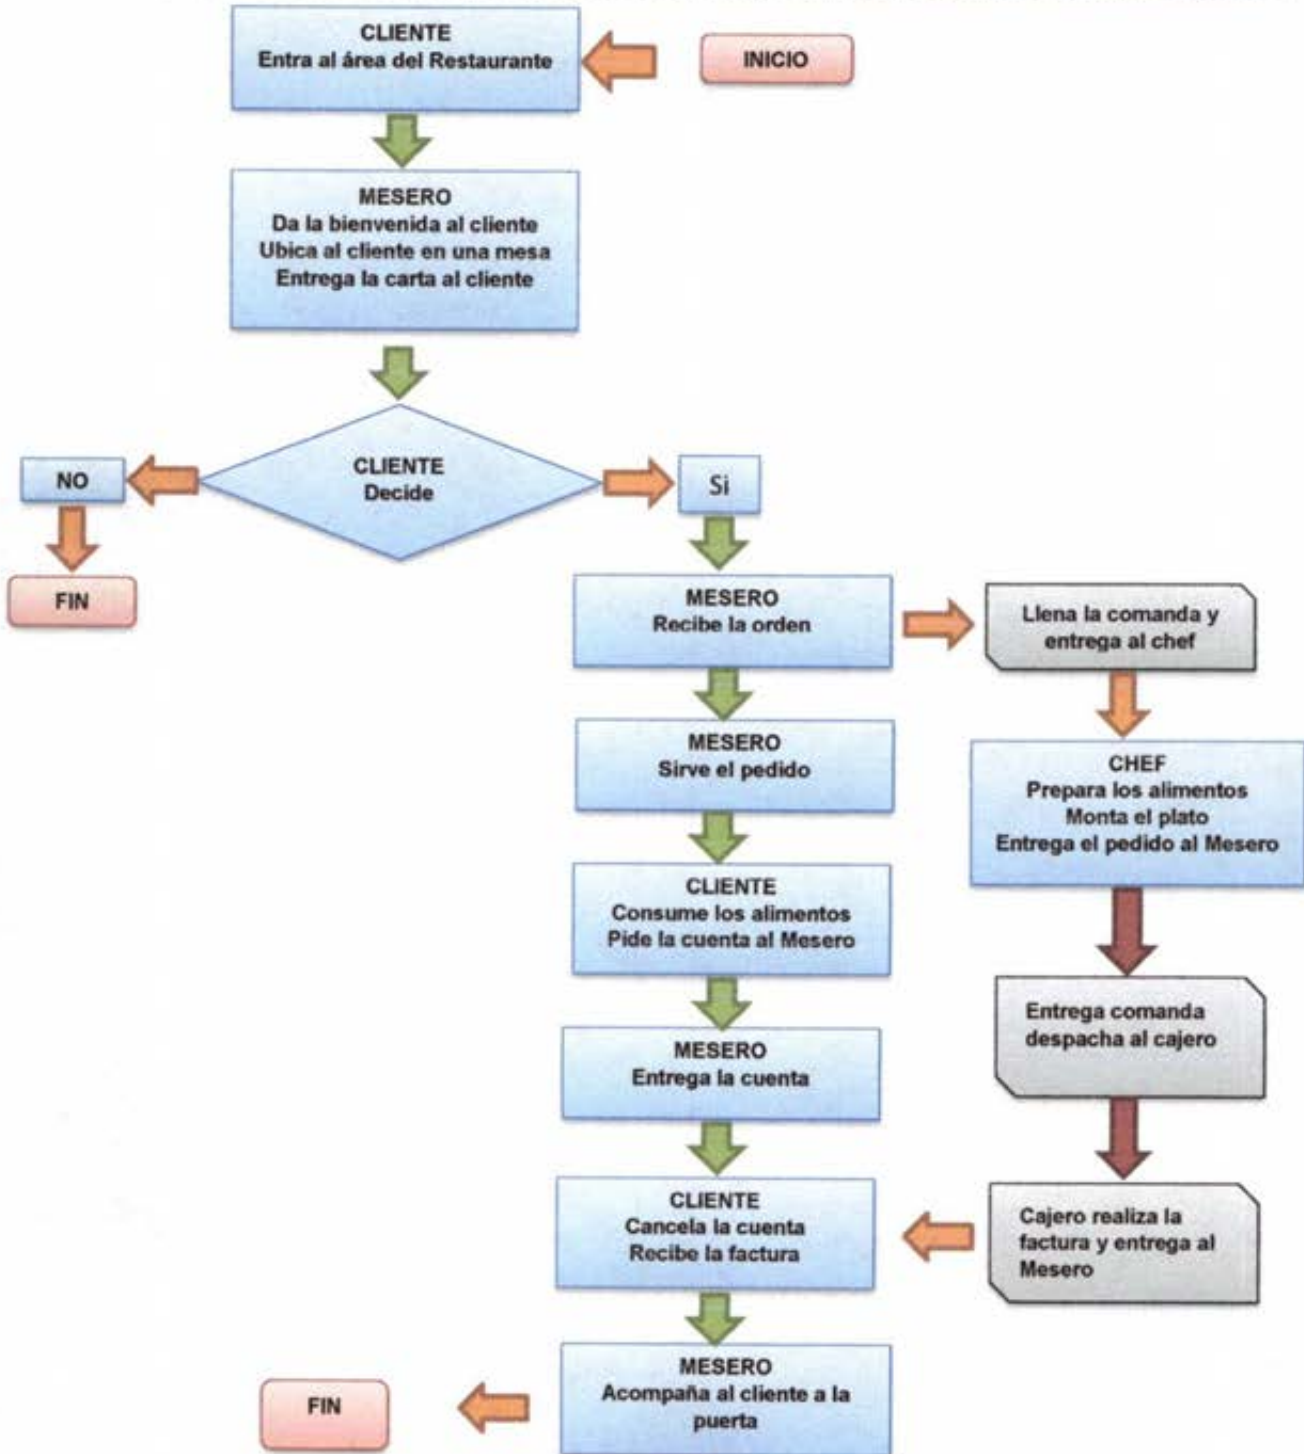 CLIENTE
Entra al área del Restaurante
INICIO
MESERO
Da la bienvenida al cliente
Ubica al cliente en una mesa
Entrega la carta al cliente
CLIENTE
Decide
NO
Si
FIN
MESERO
Recibe la orden
Llena la comanda y
entrega al chef
MESERO
Sirve el pedido
CHEF
Prepara los alimentos
Monta el plato
Entrega el pedido al Mesero
CLIENTE
Consume los alimentos
Pide la cuenta al Mesero
Entrega comanda
despacha al cajero
MESERO
Entrega la cuenta
CLIENTE
Cancela la cuenta
Recibe la factura
Cajero realiza la
factura y entrega al
Mesero
MESERO
Acompaña al cliente a la
puerta
FIN